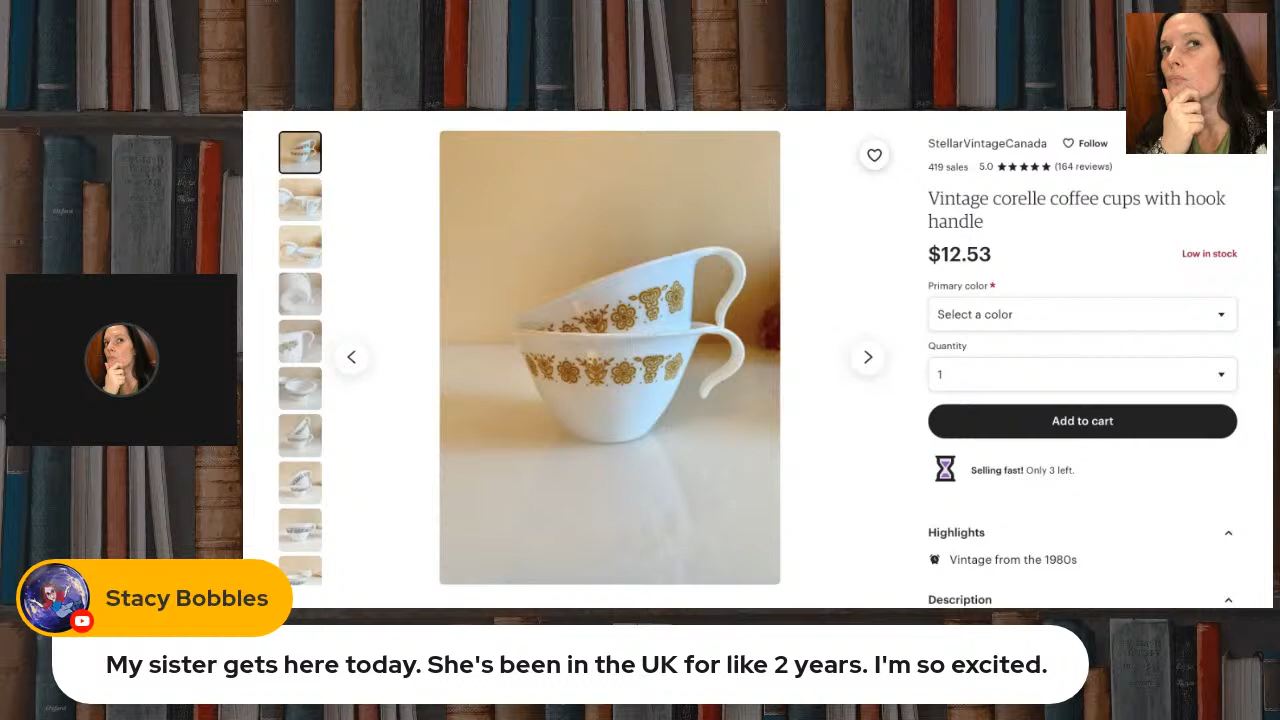 StellarVintageCanada
Follow
419 sales 5.0 ★★★★★ (164 reviews)
Vintage corelle coffee cups with hook
handle
$12.53
Low in stock
Primary color *
Select a color
Quantity
1
Add to cart
Selling fast! Only 3 left.
Highlights
Vintage from the 1980s
Description
Stacy Bobbles
My sister gets here today. She's been in the UK for like 2 years. I'm so excited.